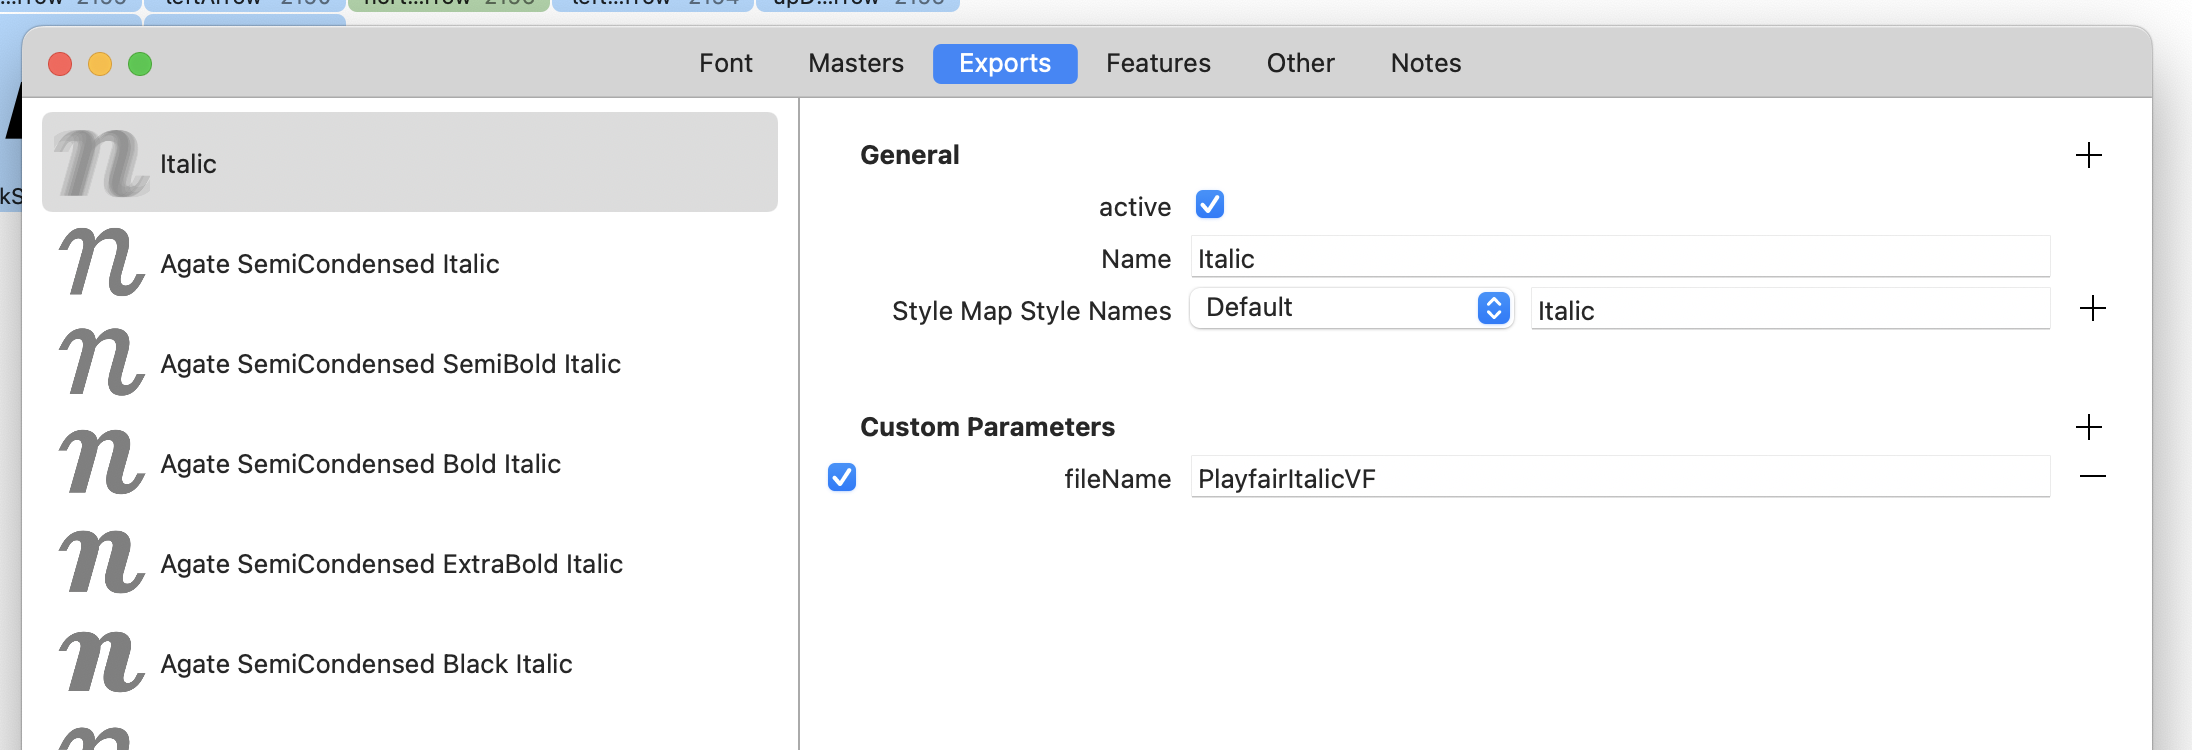 Font Masters Exports Features Other Notes
Italic
Agate SemiCondensed Italic
Agate SemiCondensed SemiBold Italic
Agate SemiCondensed Bold Italic
Agate SemiCondensed ExtraBold Italic
Agate SemiCondensed Black Italic
General
active
Name Italic
Style Map Style Names Default Italic
Custom Parameters
fileName PlayfairItalicVF